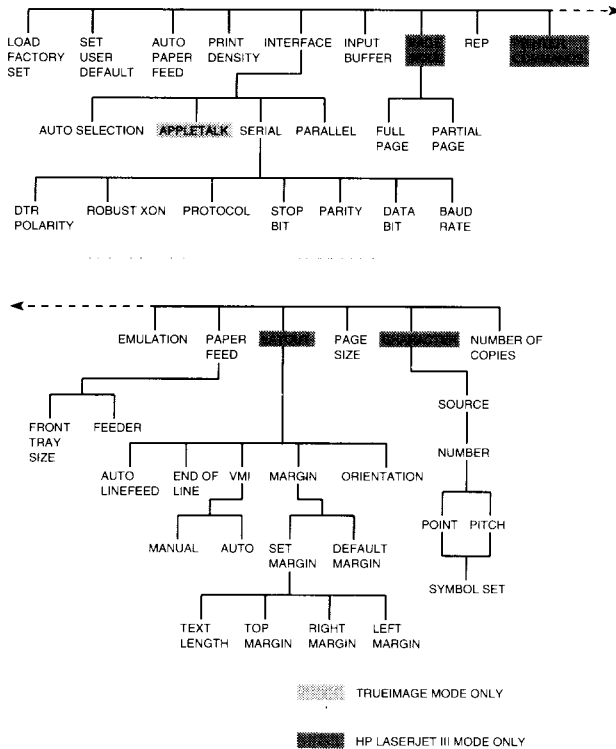 LOAD FACTORY SET
SET USER DEFAULT
AUTO PAPER FEED
PRINT DENSITY
INTERFACE
INPUT BUFFER
REP
PRINTER COMMANDS
AUTO SELECTION
APPLETALK
SERIAL
PARALLEL
FULL PAGE
PARTIAL PAGE
DTR POLARITY
ROBUST XON
PROTOCOL
STOP BIT
PARITY
DATA BIT
BAUD RATE
EMULATION
PAPER FEED
LAYOUT
PAGE SIZE
CHARACTER
NUMBER OF COPIES
FRONT TRAY SIZE
FEEDER
SOURCE
NUMBER
AUTO LINEFEED
END OF LINE
VMI
MARGIN
ORIENTATION
POINT
PITCH
MANUAL
AUTO
SET MARGIN
DEFAULT MARGIN
SYMBOL SET
TEXT LENGTH
TOP MARGIN
RIGHT MARGIN
LEFT MARGIN
TRUEIMAGE MODE ONLY
HP LASERJET III MODE ONLY